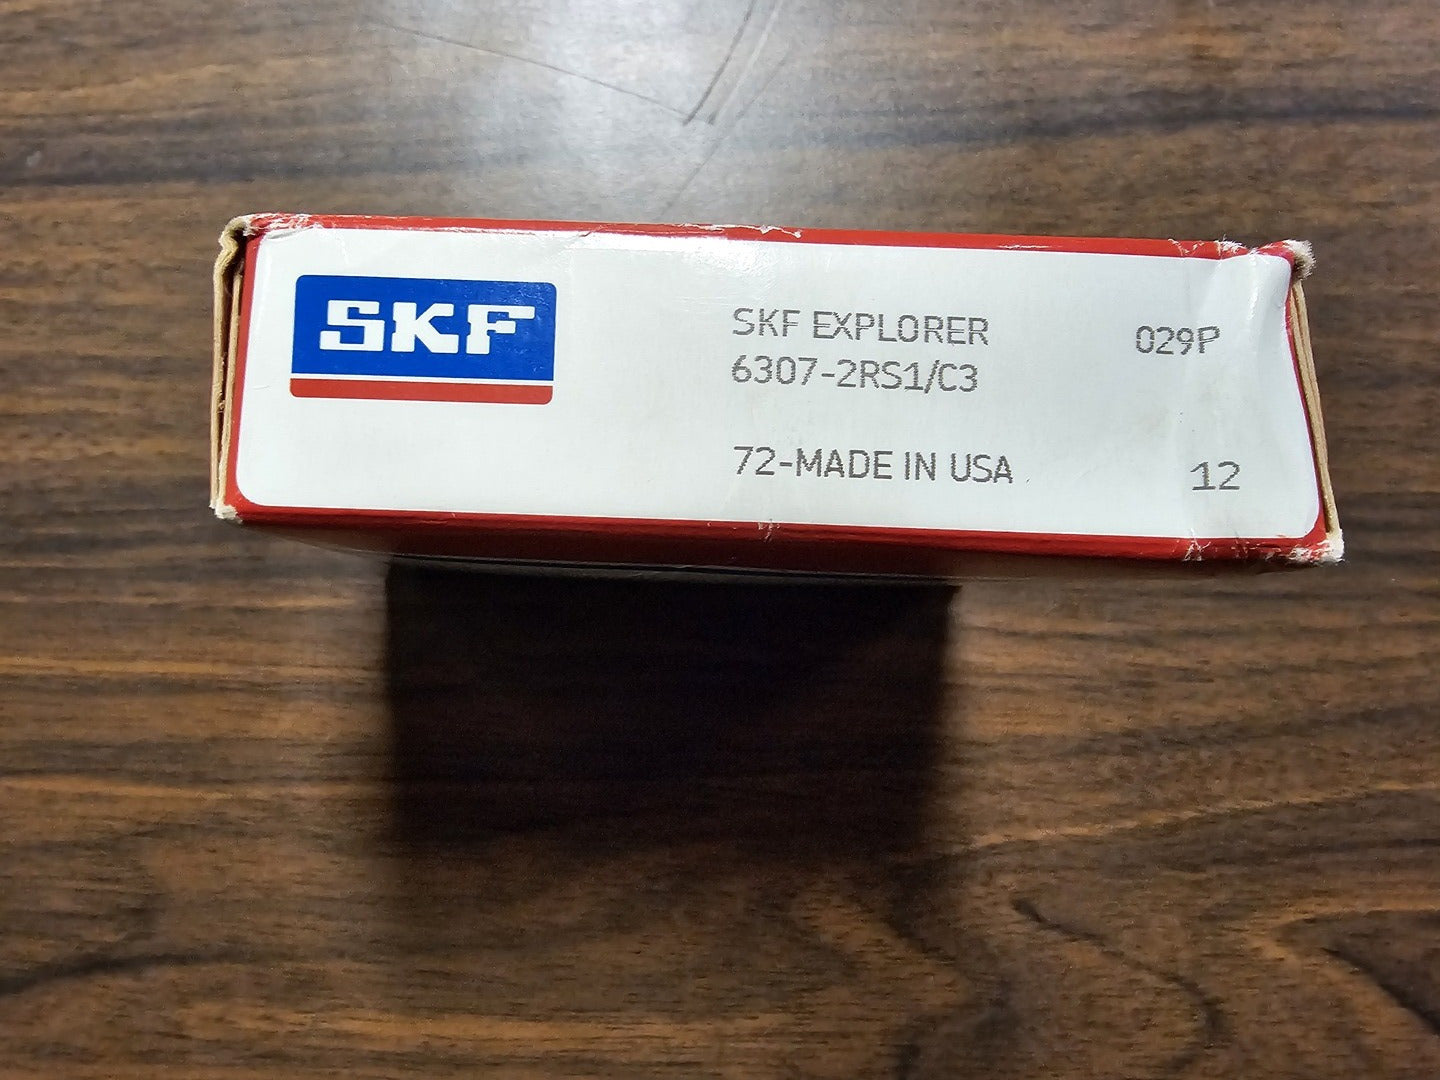 SKF
SKF EXPLORER 029P
6307-2RS1/C3
72-MADE IN USA 12